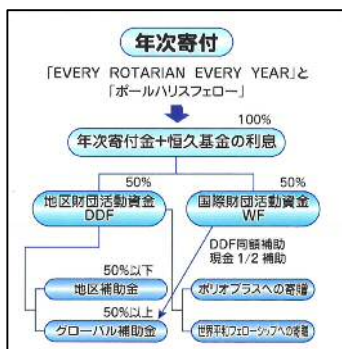 年次寄付
「EVERY ROTARIAN EVERY YEAR」と
「ポールハリスフェロー」
100%
年次寄付金+恒久基金の利息
50%
50%
地区財団活動資金
DDF
国際財団活動資金
WF
DDF同額補助
現金1/2補助
50%以下
地区補助金
ポリオプラスへの寄贈
50%以上
グローバル補助金
世界平和フェローシップへの寄贈